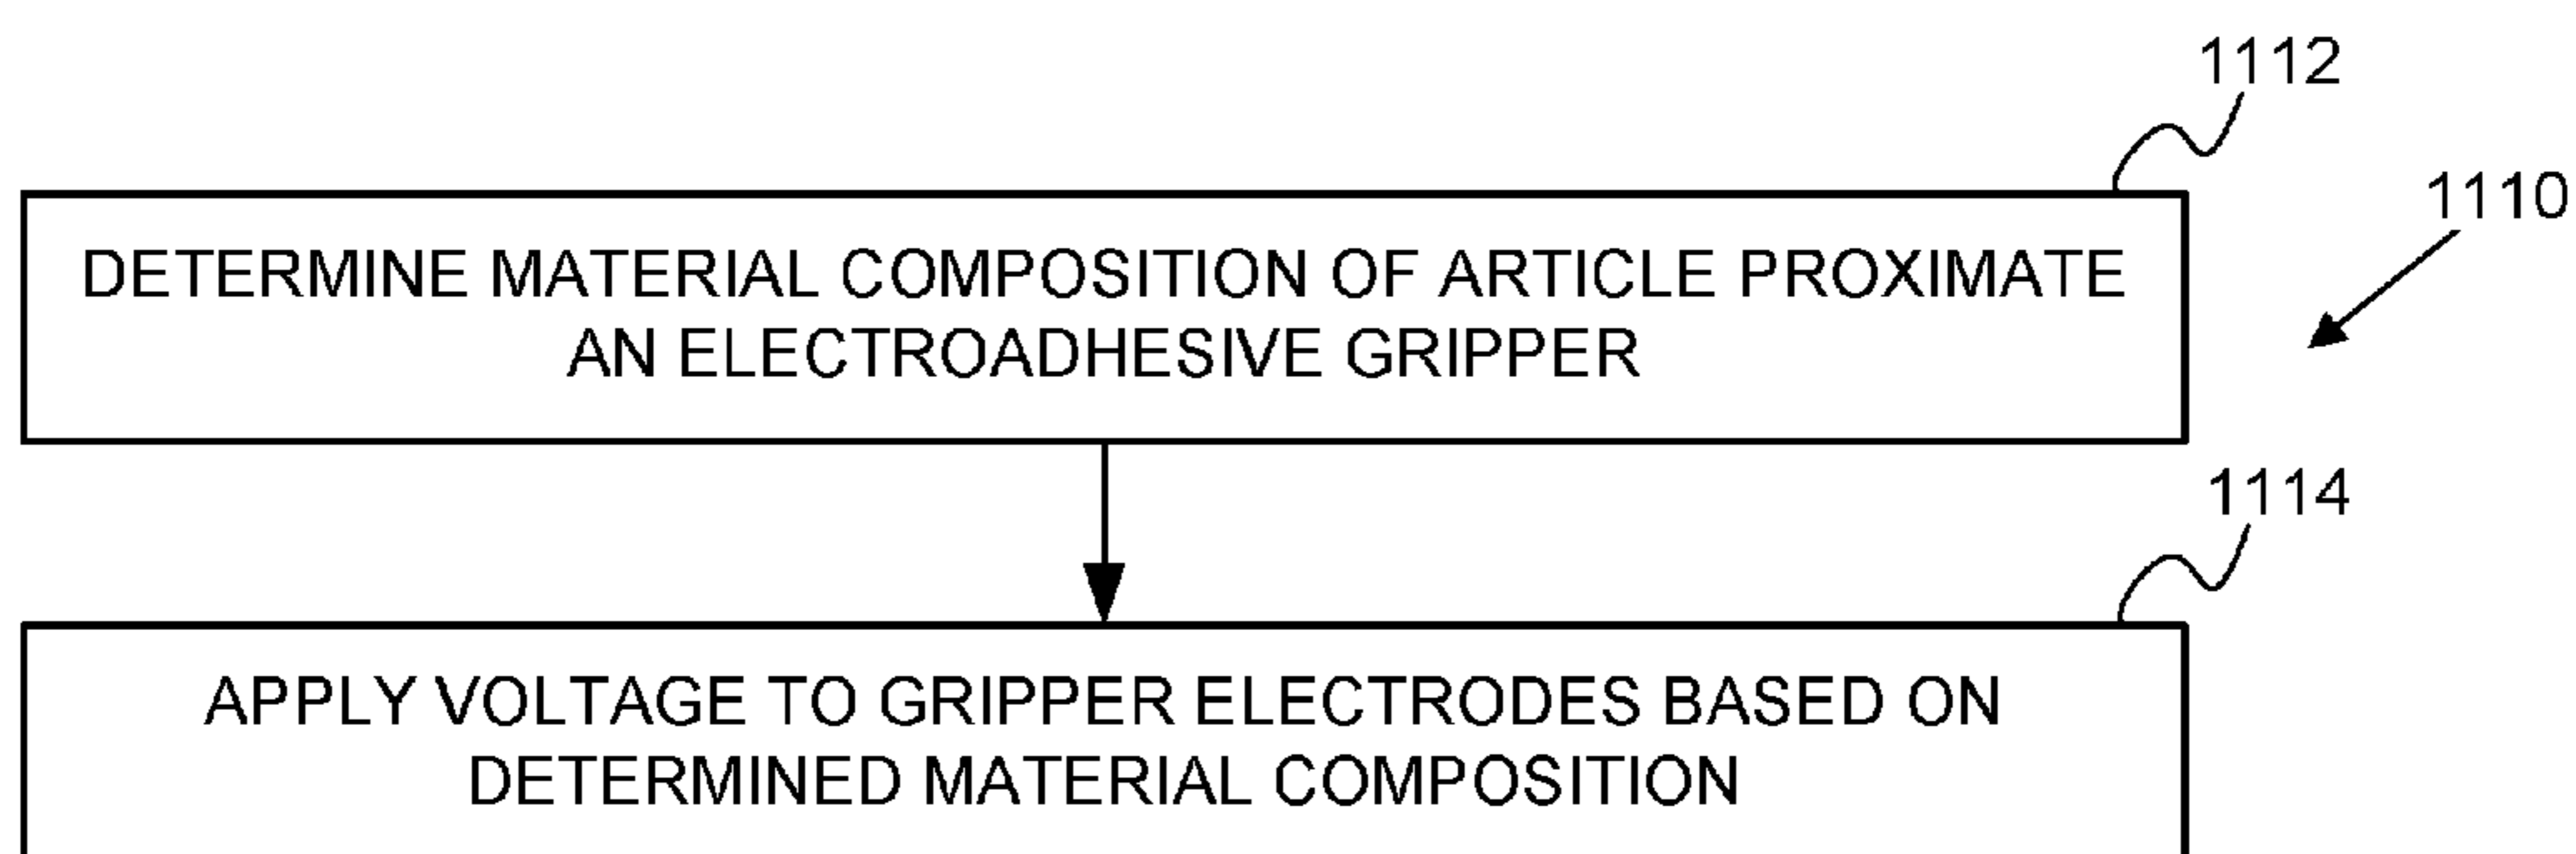 1112
1110
DETERMINE MATERIAL COMPOSITION OF ARTICLE PROXIMATE
AN ELECTROADHESIVE GRIPPER
1114
APPLY VOLTAGE TO GRIPPER ELECTRODES BASED ON
DETERMINED MATERIAL COMPOSITION